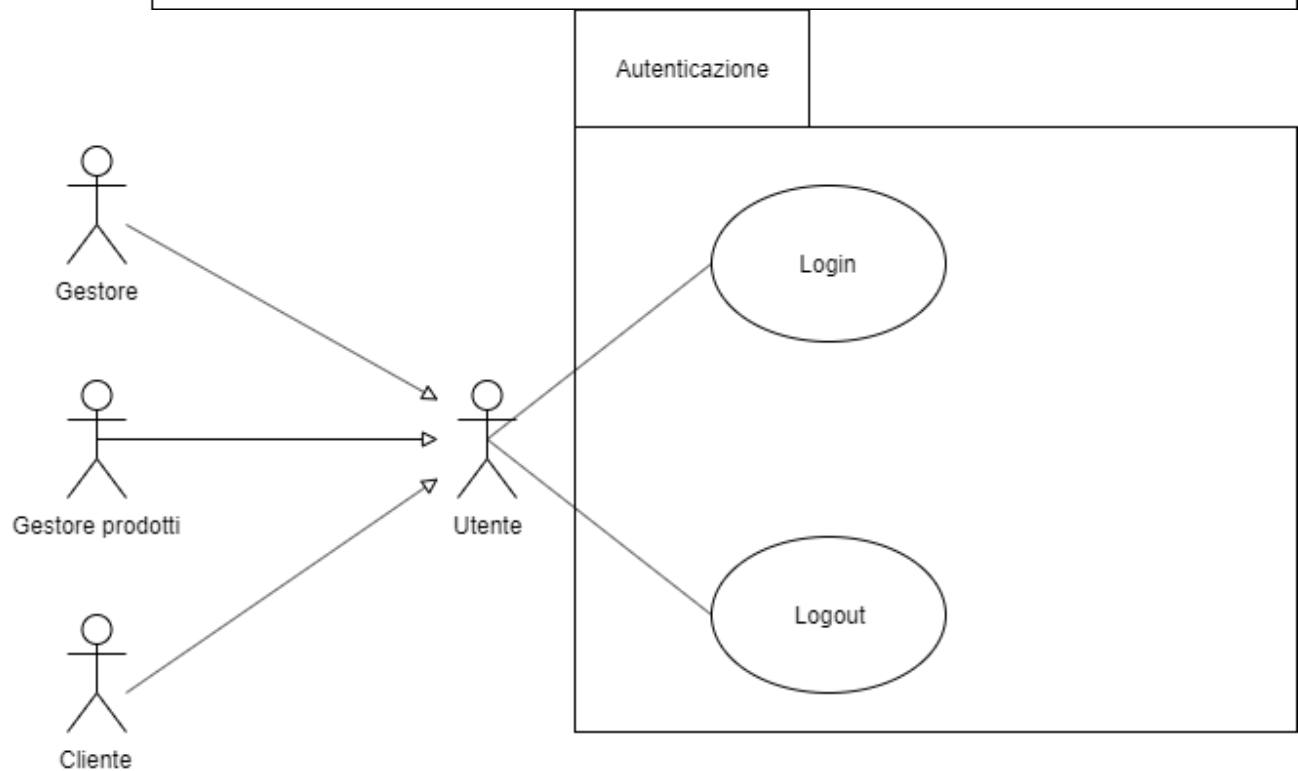 Autenticazione
Gestore
Login
Gestore prodotti
Utente
Logout
Cliente